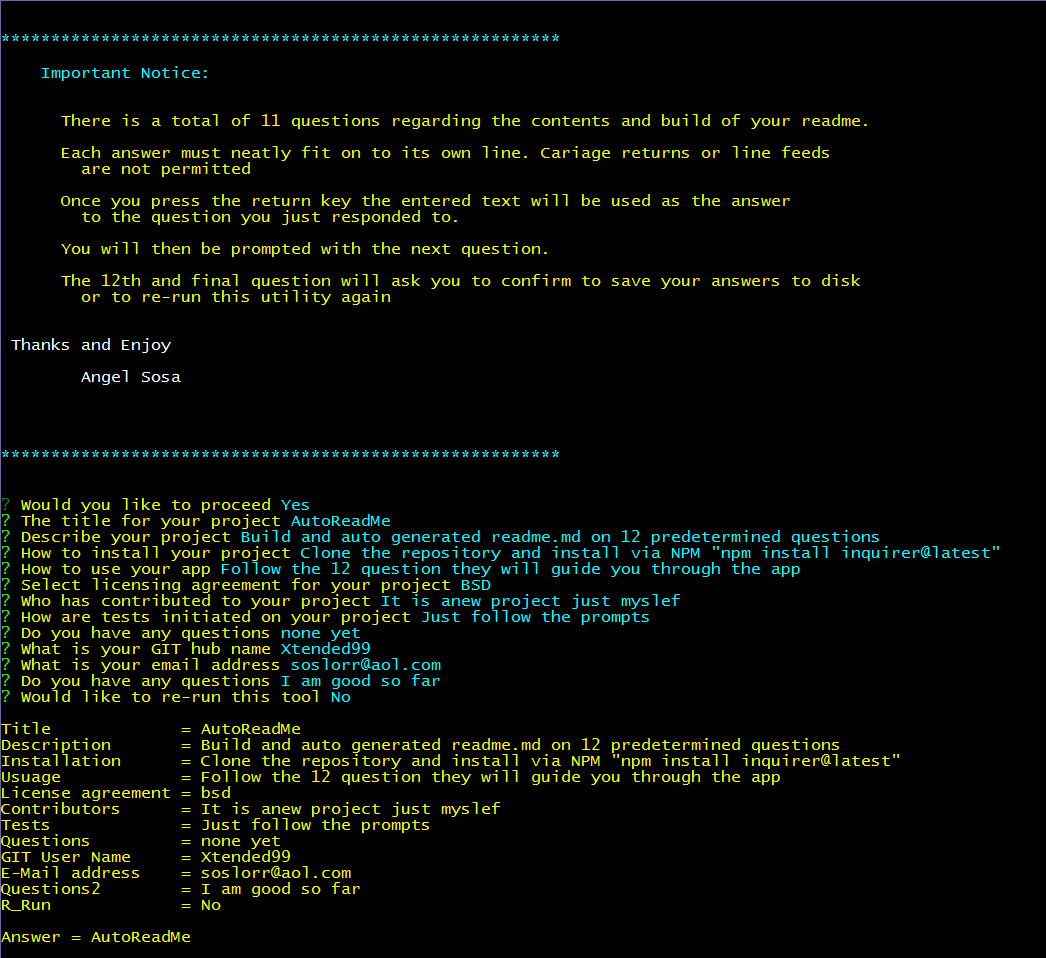 ********************************************************
Important Notice:
There is a total of 11 questions regarding the contents and build of your readme.
Each answer must neatly fit on to its own line. Cariage returns or line feeds
are not permitted
Once you press the return key the entered text will be used as the answer
to the question you just responded to.
You will then be prompted with the next question.
The 12th and final question will ask you to confirm to save your answers to disk
or to re-run this utility again
Thanks and Enjoy
Angel Sosa
********************************************************
? Would you like to proceed Yes
? The title for your project AutoReadMe
? Describe your project Build and auto generated readme.md on 12 predetermined questions
? How to install your project Clone the repository and install via NPM "npm install inquirer@latest"
? How to use your app Follow the 12 question they will guide you through the app
? Select licensing agreement for your project BSD
? Who has contributed to your project It is anew project just myslef
? How are tests initiated on your project Just follow the prompts
? Do you have any questions none yet
? What is your GIT hub name Xtended99
? What is your email address soslorr@aol.com
? Do you have any questions I am good so far
? Would like to re-run this tool No
Title = AutoReadMe
Description = Build and auto generated readme.md on 12 predetermined questions
Installation = Clone the repository and install via NPM "npm install inquirer@latest"
Usuage = Follow the 12 question they will guide you through the app
License agreement = bsd
Contributors = It is anew project just myslef
Tests = Just follow the prompts
Questions = none yet
GIT User Name = Xtended99
E-Mail address = soslorr@aol.com
Questions2 = I am good so far
R_Run = No
Answer = AutoReadMe